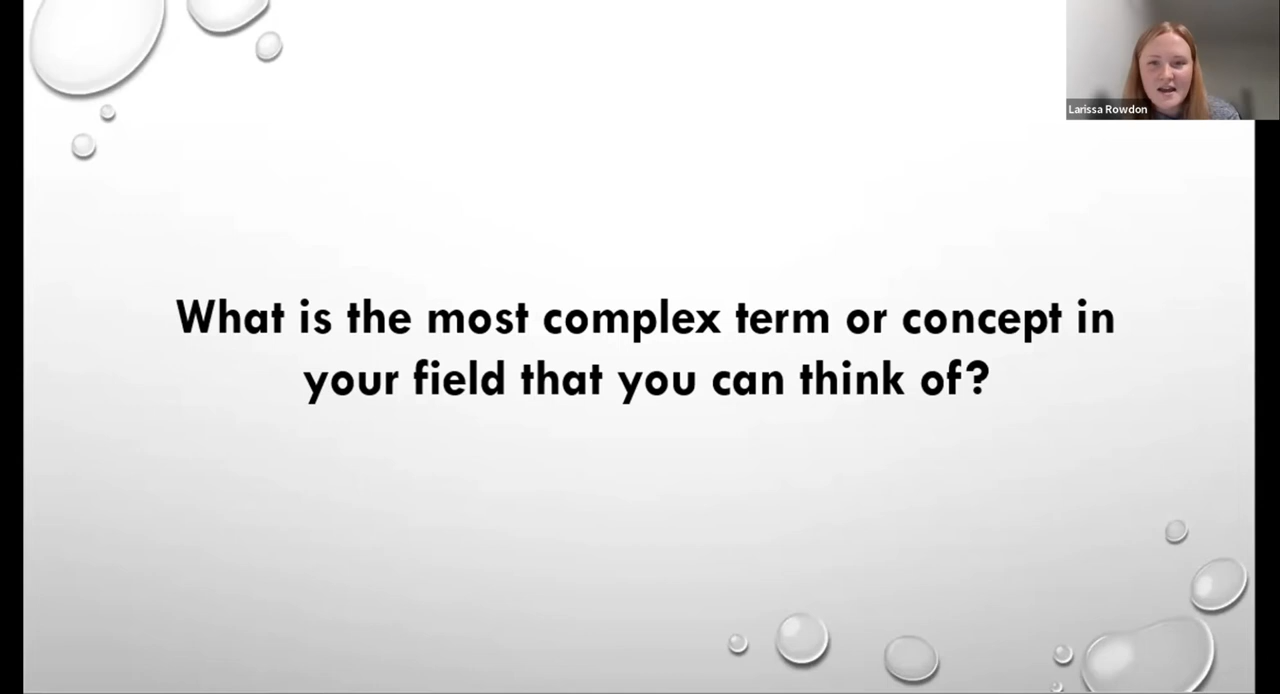 Larissa Rowdon
What is the most complex term or concept in
your field that you can think of?